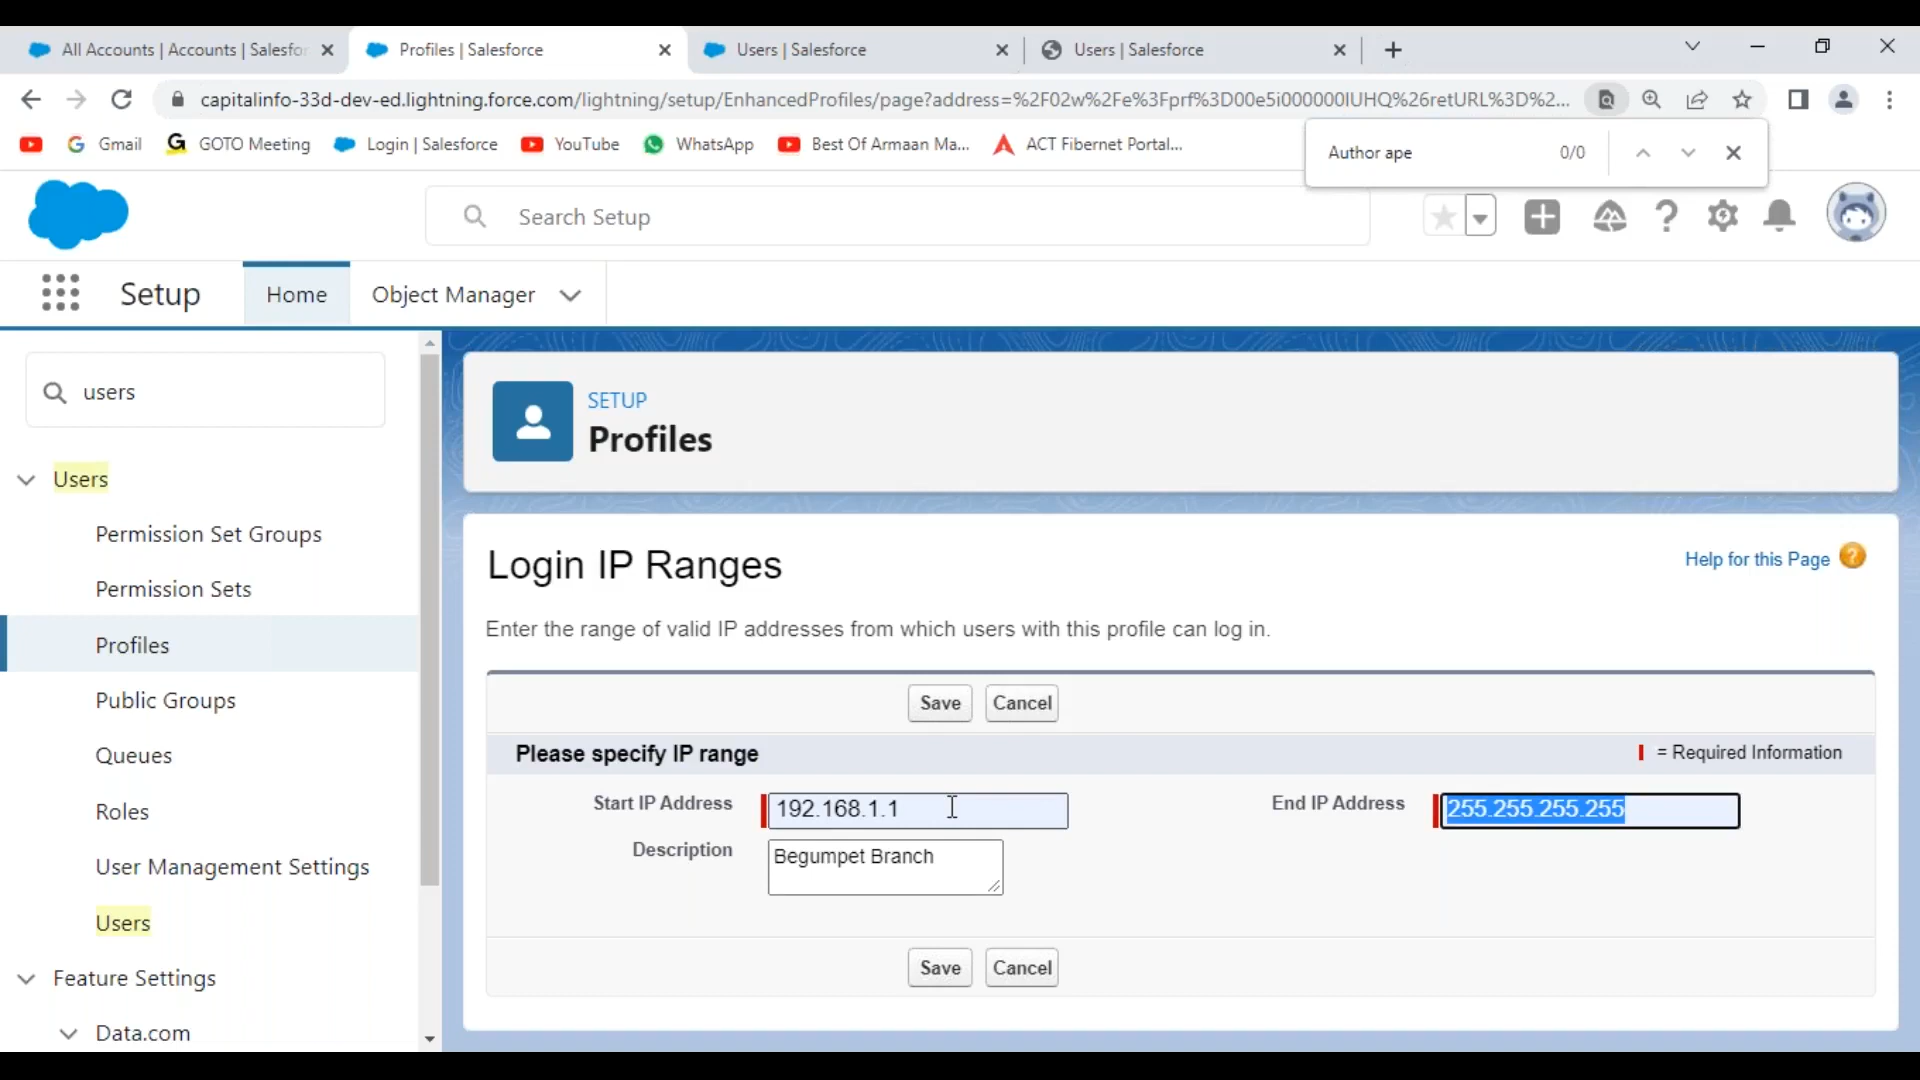 All Accounts | Accounts | Salesfor
Profiles | Salesforce
Users | Salesforce
Users | Salesforce
capitalinfo-33d-dev-ed.lightning.force.com/lightning/setup/EnhancedProfiles/page?address=%2F02w%2Fe%3Fprf%3D00e5i000000IUHQ%26retURL%3D%2...
Gmail
GOTO Meeting
Login | Salesforce
YouTube
WhatsApp
Best Of Armaan Ma...
ACT Fibernet Portal...
Author ape 0/0
Search Setup
Setup
Home
Object Manager
users
Users
Permission Set Groups
Permission Sets
Profiles
Public Groups
Queues
Roles
User Management Settings
Users
Feature Settings
Data.com
SETUP
Profiles
Login IP Ranges
Help for this Page ?
Enter the range of valid IP addresses from which users with this profile can log in.
Save Cancel
Please specify IP range
= Required Information
Start IP Address 192.168.1.1
End IP Address 255.255.255.255
Description Begumpet Branch
Save Cancel